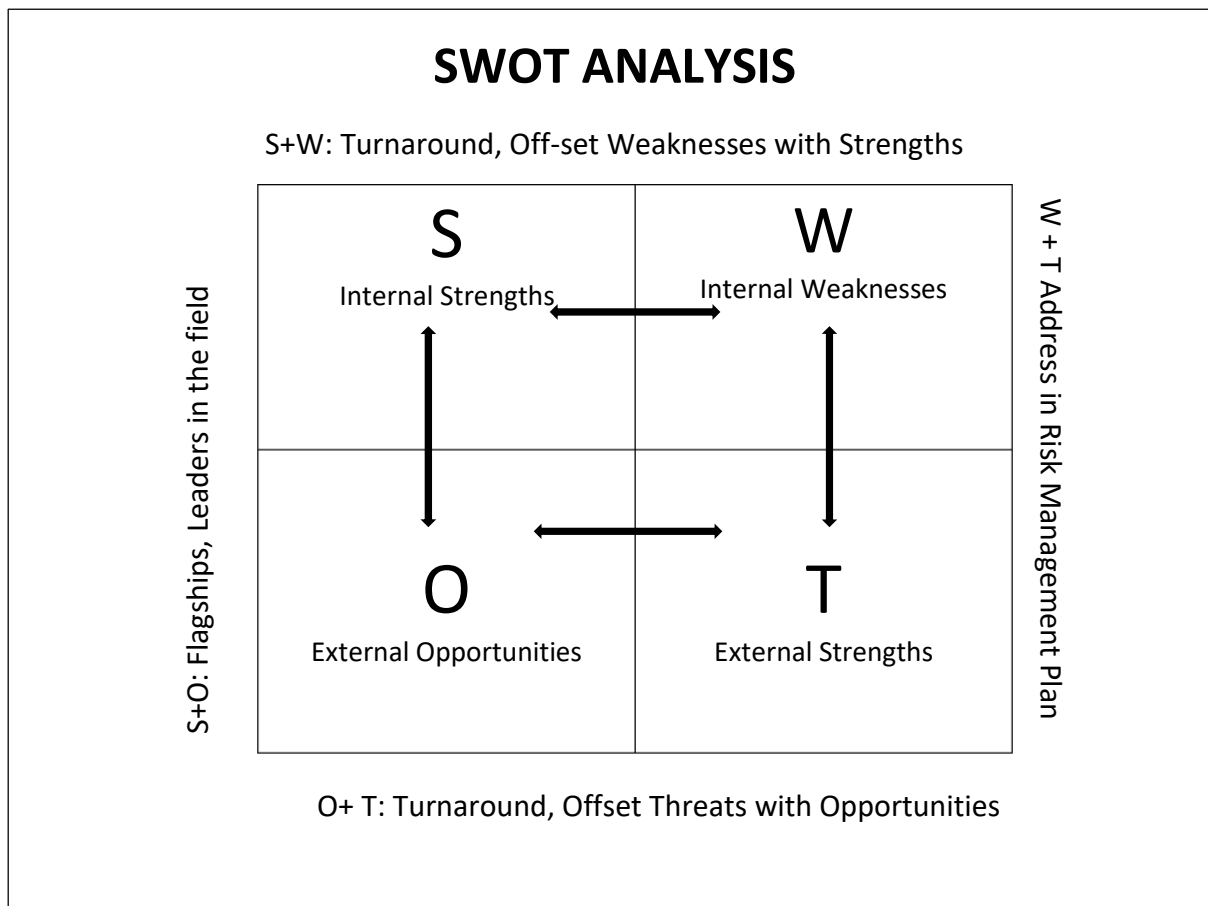 SWOT ANALYSIS
S+W: Turnaround, Off-set Weaknesses with Strengths
S
Internal Strengths
W
Internal Weaknesses
S+O: Flagships, Leaders in the field
W + T Address in Risk Management Plan
O
External Opportunities
T
External Strengths
O+ T: Turnaround, Offset Threats with Opportunities